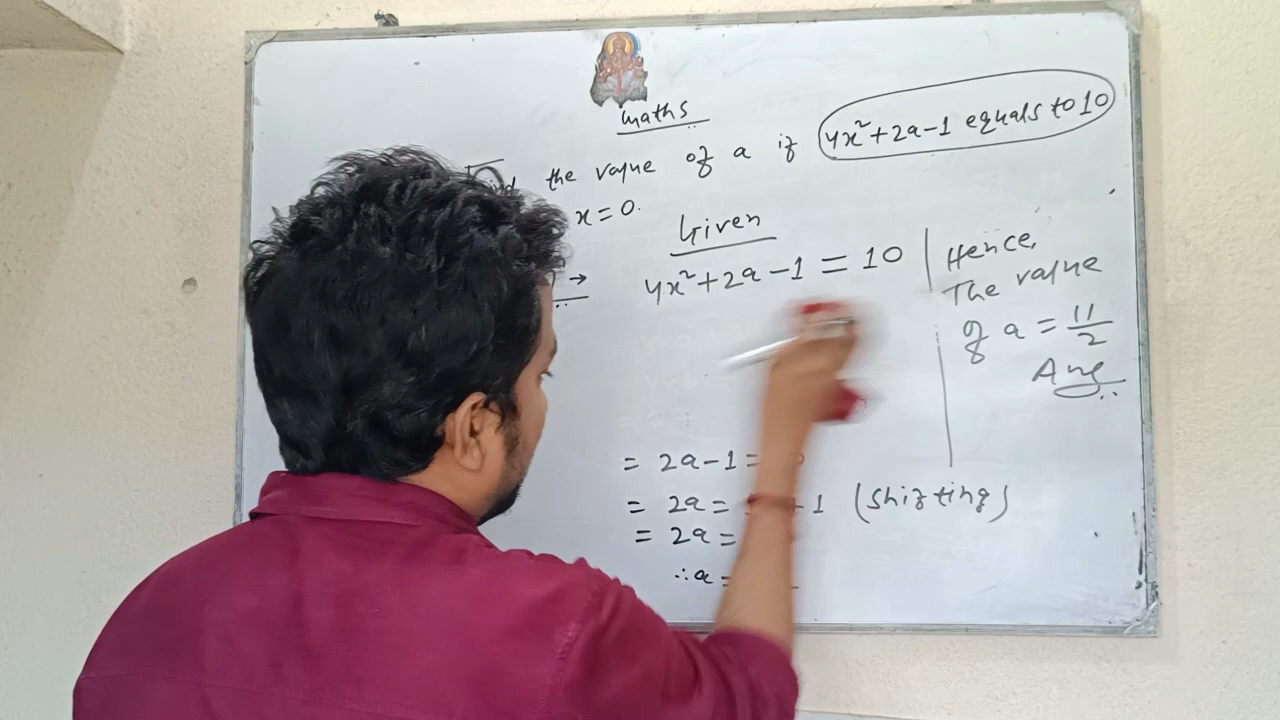 Maths
the value of a if 4x²+2a-1 equals to 10
x=0.
Given
4x²+2a-1=10
= 2a-1=
= 2a= +1 (Shifting)
= 2a=
∴a=
Hence,
The value
of a = 11/2
Ans